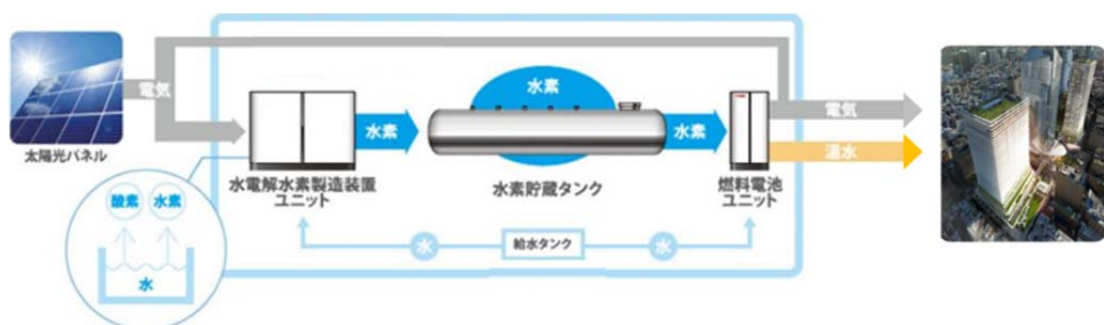 電気
太陽光パネル
水電解水素製造装置
ユニット
酸素
水素
水
水素
水素
水素貯蔵タンク
水素
燃料電池
ユニット
水
給水タンク
水
電気
温水